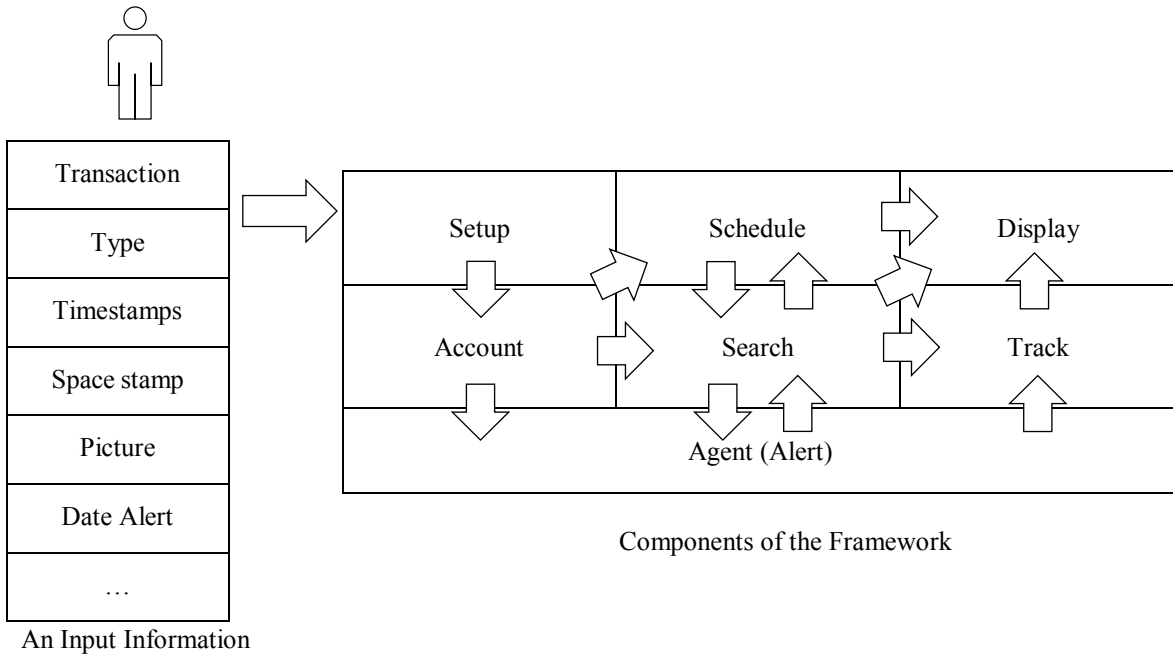 Transaction
Type
Timestamps
Space stamp
Picture
Date Alert
…
An Input Information
Setup
Schedule
Display
Account
Search
Track
Agent (Alert)
Components of the Framework